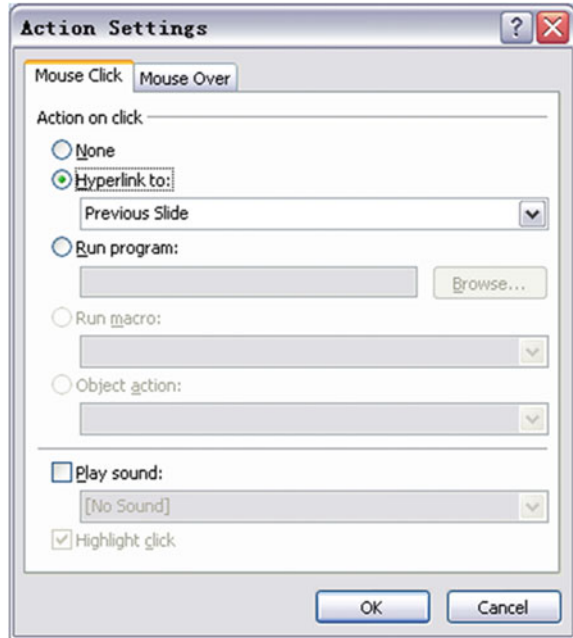 Action Settings
Mouse Click Mouse Over
Action on click
None
Hyperlink to:
Previous Slide
Run program:
Browse...
Run macro:
Object action:
Play sound:
[No Sound]
Highlight click
OK Cancel